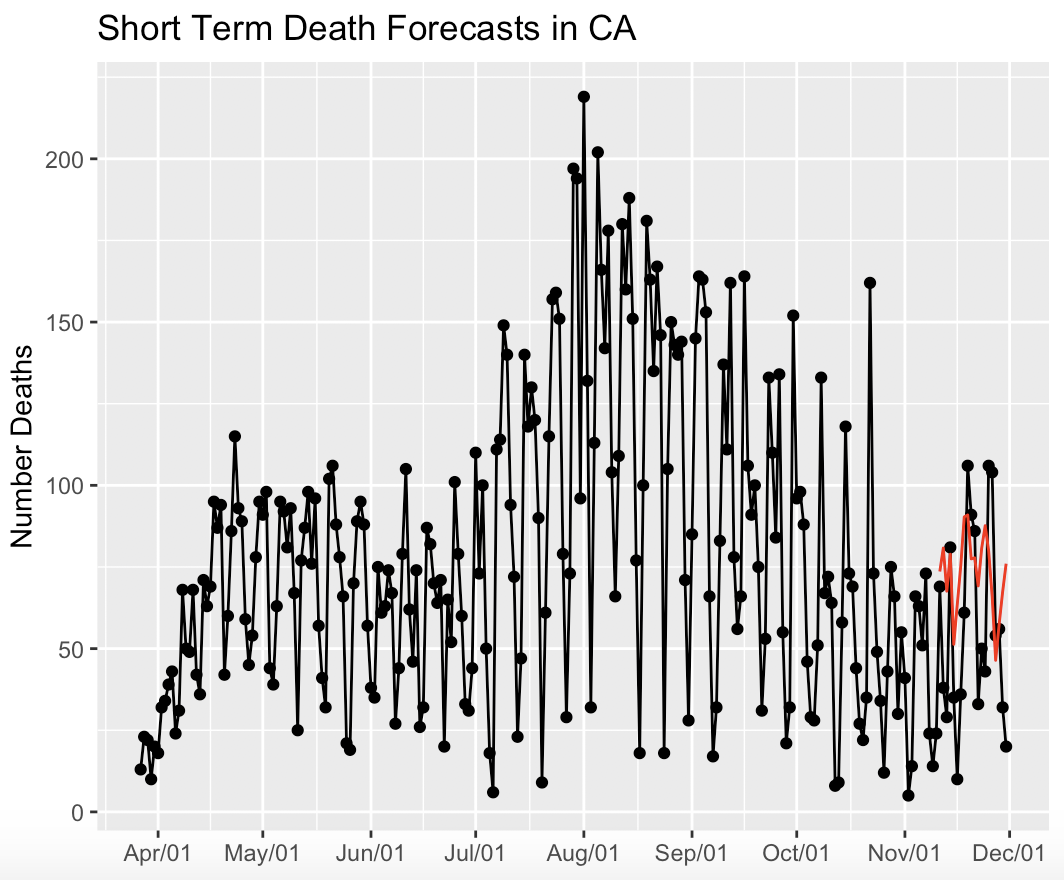 Short Term Death Forecasts in CA
Number Deaths
200
150
100
50
0
Apr/01 May/01 Jun/01 Jul/01 Aug/01 Sep/01 Oct/01 Nov/01 Dec/01